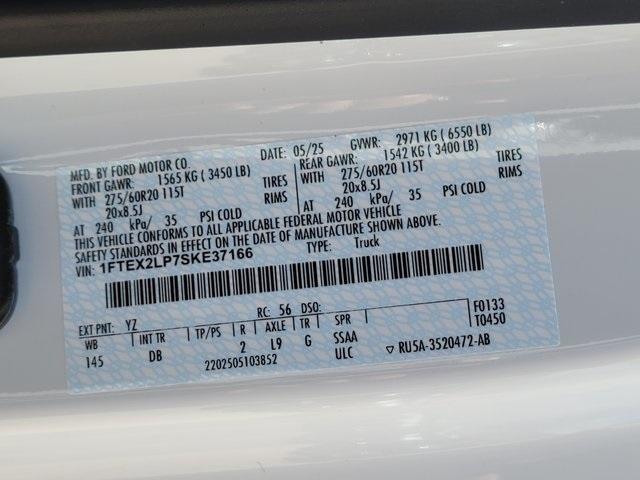 MFD. BY FORD MOTOR CO. DATE: 05/25 GVWR: 2971 KG ( 6550 LB)
FRONT GAWR: 1565 KG ( 3450 LB) REAR GAWR: 1542 KG ( 3400 LB)
WITH 275/60R20 115T TIRES WITH 275/60R20 115T TIRES
20x8.5J RIMS 20x8.5J RIMS
AT 240 kPa/ 35 PSI COLD AT 240 kPa/ 35 PSI COLD
THIS VEHICLE CONFORMS TO ALL APPLICABLE FEDERAL MOTOR VEHICLE
SAFETY STANDARDS IN EFFECT ON THE DATE OF MANUFACTURE SHOWN ABOVE.
VIN: 1FTEX2LP7SKE37166 TYPE: Truck
EXT PNT: YZ RC: 56 DSO: F0133
WB INT TR TP/PS R AXLE TR SPR T0450
145 DB 2 L9 G SSAA
ULC ▽ RU5A-3520472-AB
2202505103852